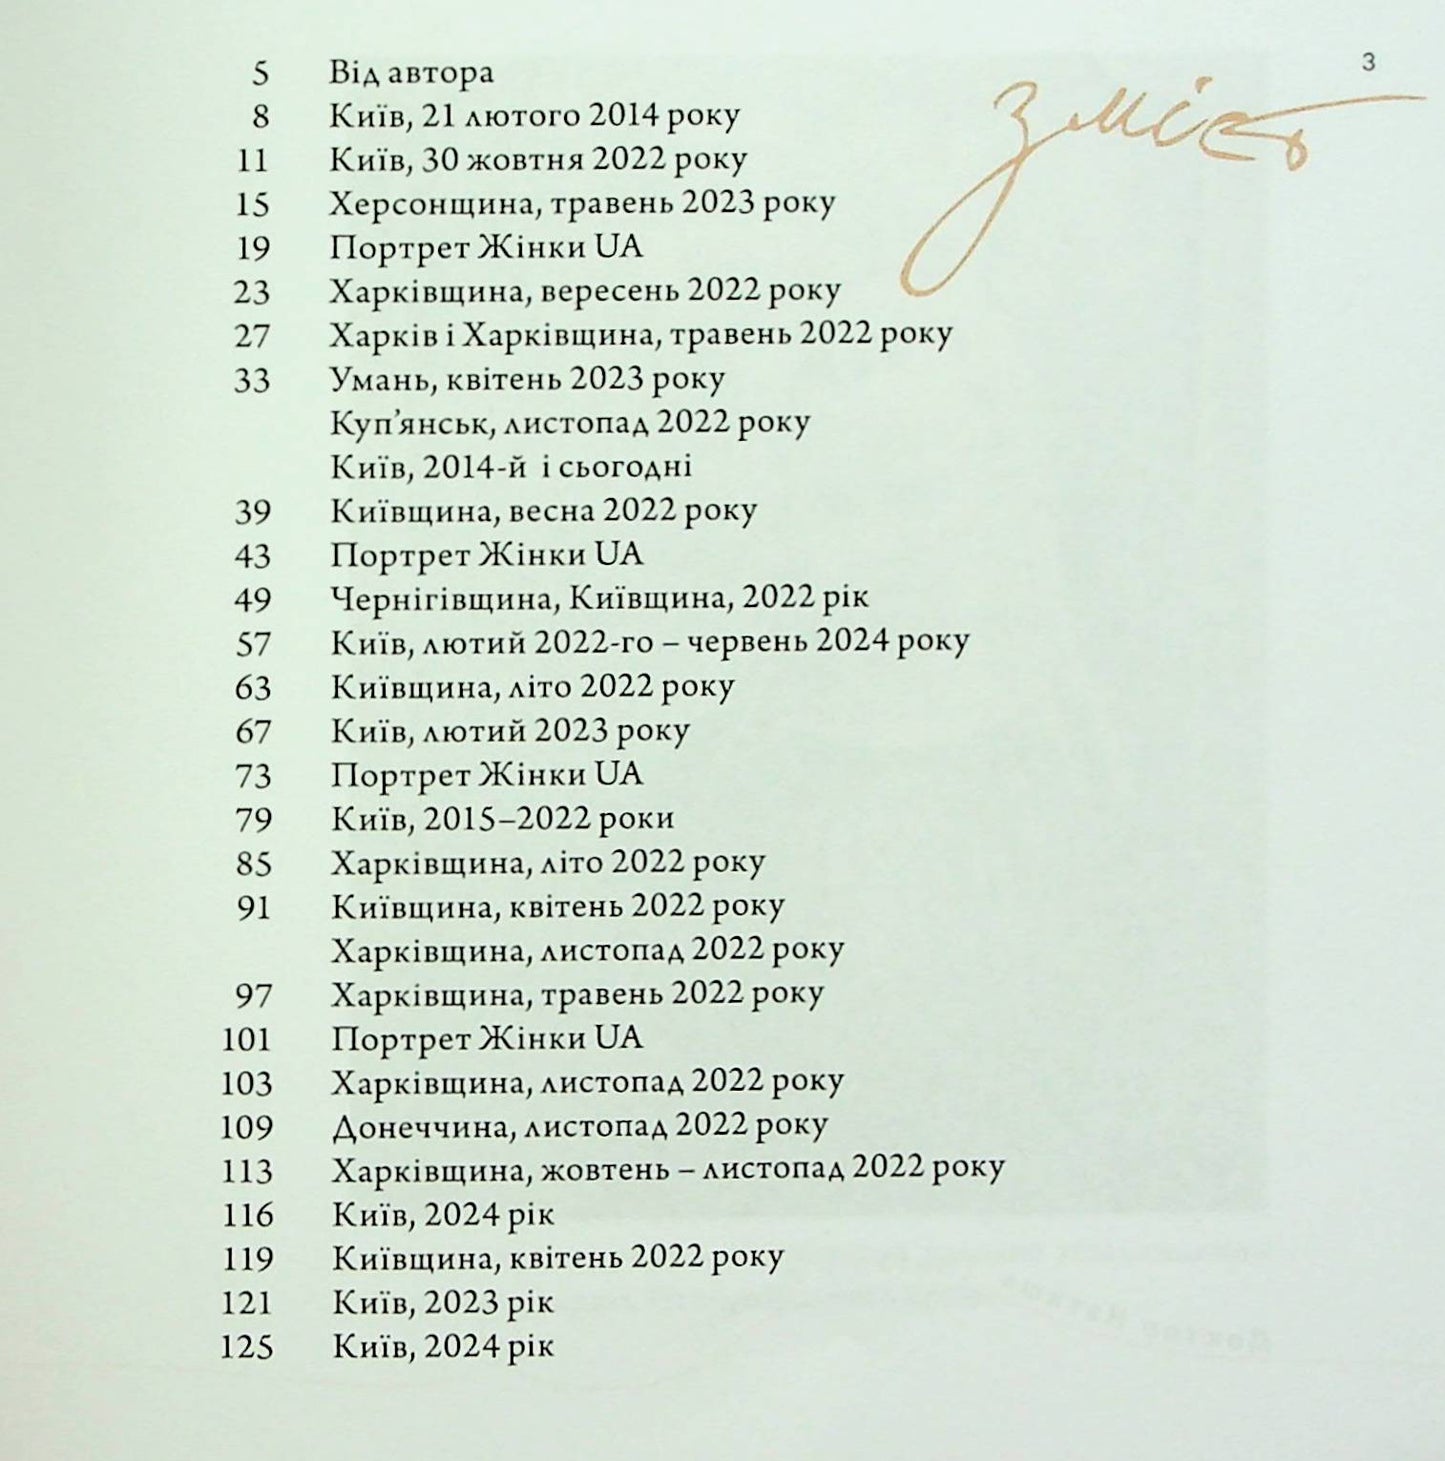 3
Зміст
5 Від автора
8 Київ, 21 лютого 2014 року
11 Київ, 30 жовтня 2022 року
15 Херсонщина, травень 2023 року
19 Портрет Жінки UA
23 Харківщина, вересень 2022 року
27 Харків і Харківщина, травень 2022 року
33 Умань, квітень 2023 року
Куп’янськ, листопад 2022 року
Київ, 2014-й і сьогодні
39 Київщина, весна 2022 року
43 Портрет Жінки UA
49 Чернігівщина, Київщина, 2022 рік
57 Київ, лютий 2022-го – червень 2024 року
63 Київщина, літо 2022 року
67 Київ, лютий 2023 року
73 Портрет Жінки UA
79 Київ, 2015–2022 роки
85 Харківщина, літо 2022 року
91 Київщина, квітень 2022 року
Харківщина, листопад 2022 року
97 Харківщина, травень 2022 року
101 Портрет Жінки UA
103 Харківщина, листопад 2022 року
109 Донеччина, листопад 2022 року
113 Харківщина, жовтень – листопад 2022 року
116 Київ, 2024 рік
119 Київщина, квітень 2022 року
121 Київ, 2023 рік
125 Київ, 2024 рік